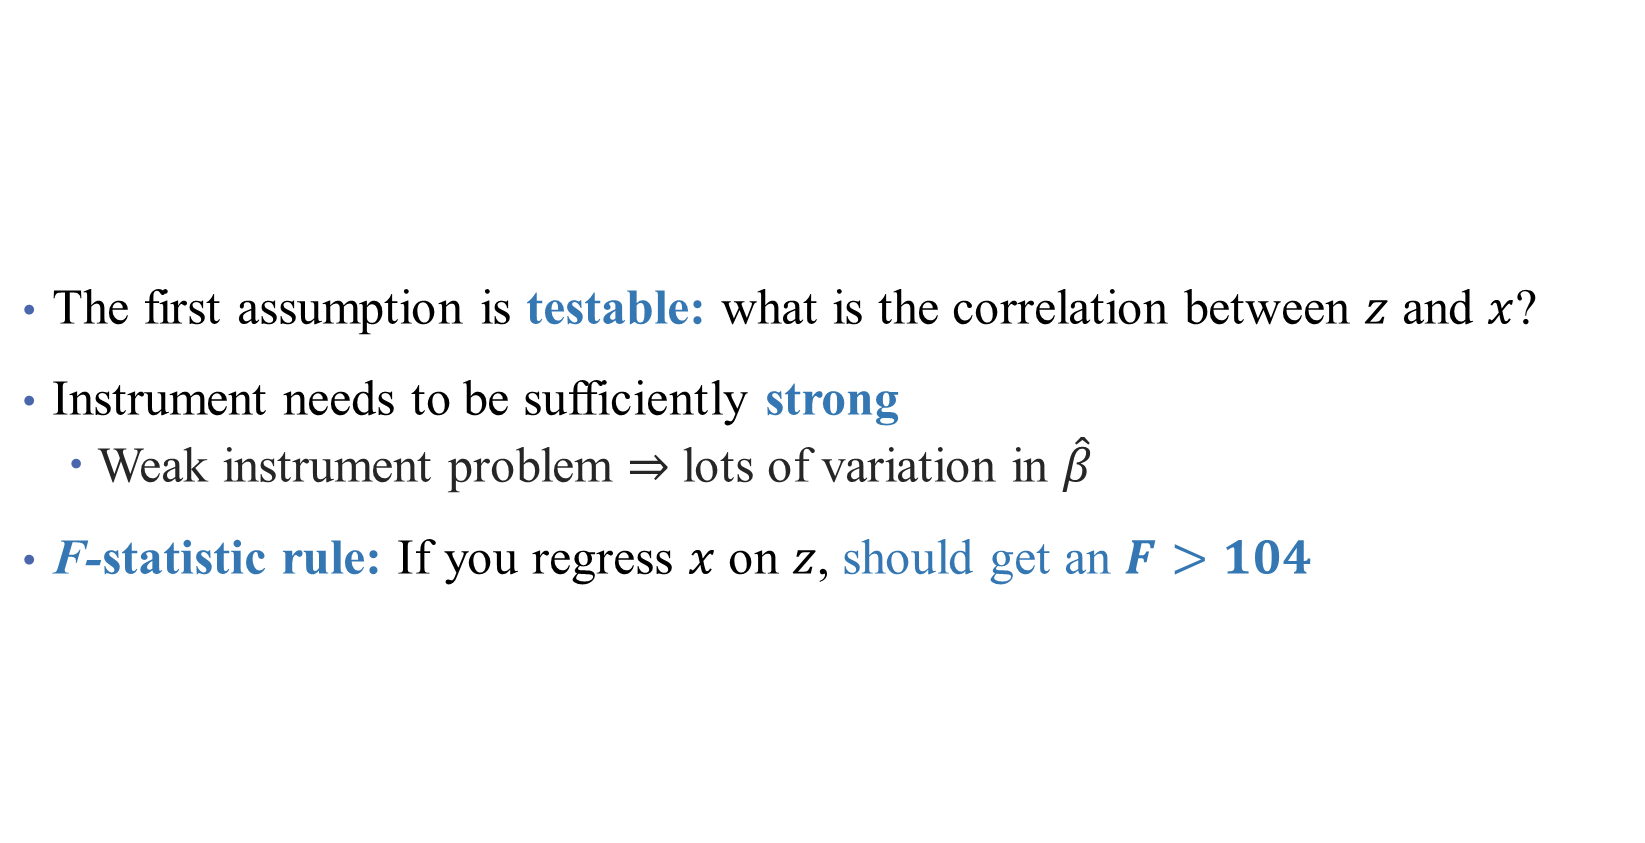 • The first assumption is testable: what is the correlation between z and x?
• Instrument needs to be sufficiently strong
• Weak instrument problem ⇒ lots of variation in β̂
• F-statistic rule: If you regress x on z, should get an F > 104